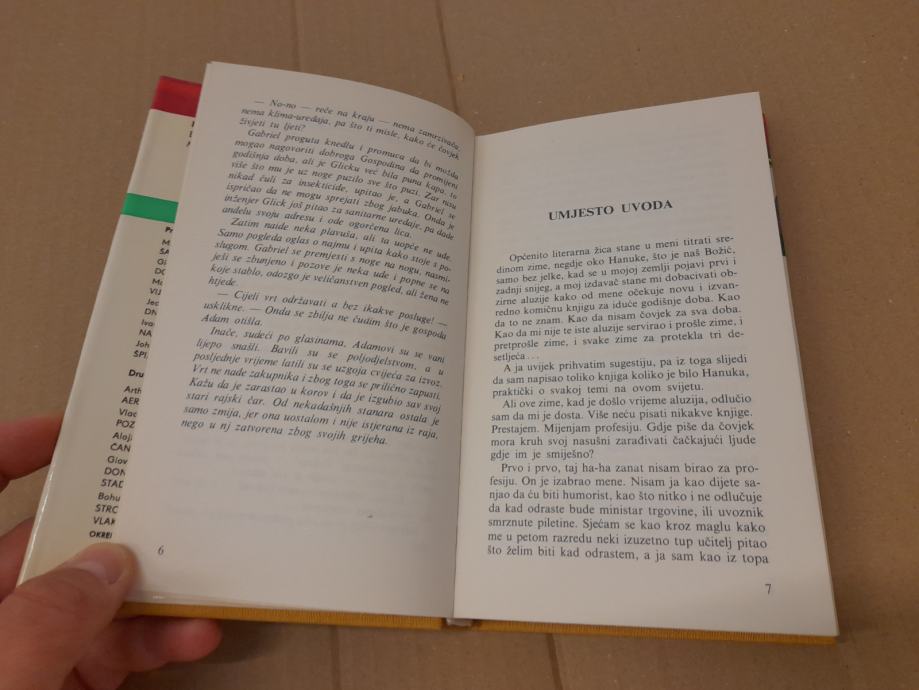 — No-no — reče na kraju — nema zamrzivača,
nema klima-uređaja, pa što ti misle, kako će čovjek
živjeti tu ljeti?
Gabriel proguta knedlu i promuca da bi možda
mogao nagovoriti dobroga Gospodina da promijeni
godišnja doba, ali je Glicku već bila puna kapa, to
više što mu je uz noge puzilo sve što puzi. Zar nisu
nikad čuli za insekticide, upitao je, a Gabriel se
ispričao da ne mogu sprejati zbog jabuka. Onda je
inženjer Glick još pitao za sanitarne uređaje, pa dade
anđelu svoju adresu i ode ogorčena lica.
Zatim naiđe neka plavuša, ali ta uopće ne uđe.
Samo pogleda oglas o najmu i upita kako stoje s po-
slugom. Gabriel se premjesti s noge na nogu, nasmi-
ješi se zbunjeno i pozove je neka uđe i popne se na
koje stablo, odozgo je veličanstven pogled, ali žena ne
htjede.
— Cijeli vrt održavati a bez ikakve posluge! —
usklikne. — Onda se zbilja ne čudim što je gospođa
Adam otišla.
Inače, sudeći po glasinama, Adamovi su se vani
lijepo snašli. Bavili su se poljodjelstvom, a u
posljednje vrijeme latili su se uzgoja cvijeća za izvoz.
Vrt ne nađe zakupnika i zbog toga se prilično zapusti.
Kažu da je zarastao u korov i da je izgubio sav svoj
stari rajski čar. Od nekadašnjih stanara ostala je
samo zmija, jer ona uostalom i nije istjerana iz raja,
nego u nj zatvorena zbog svojih grijeha.
6
UMJESTO UVODA
Općenito literarna žica stane u meni titrati sre-
dinom zime, negdje oko Hanuke, što je naš Božić,
samo bez jelke, kad se u mojoj zemlji pojavi prvi i
zadnji snijeg, a moj izdavač stane mi dobacivati ob-
zirne aluzije kako od mene očekuje novu i izvan-
redno komičnu knjigu za iduće godišnje doba. Kao
da to ne znam. Kao da nisam čovjek za sva doba.
Kao da mi nije te iste aluzije servirao i prošle zime, i
pretprošle zime, i svake zime za protekla tri de-
setljeća...
A ja uvijek prihvatim sugestiju, pa iz toga slijedi
da sam napisao toliko knjiga koliko je bilo Hanuka,
praktički o svakoj temi na ovom svijetu.
Ali ove zime, kad je došlo vrijeme aluzija, odlučio
sam da mi je dosta. Više neću pisati nikakve knjige.
Prestajem. Mijenjam profesiju. Gdje piše da čovjek
mora kruh svoj nasušni zarađivati čačkajući ljude
gdje im je smiješno?
Prvo i prvo, taj ha-ha zanat nisam birao za pro-
fesiju. On je izabrao mene. Nisam ja kao dijete sa-
njao da ću biti humorist, kao što nitko i ne odlučuje
da kad odraste bude ministar trgovine, ili uvoznik
smrznute piletine. Sjećam se kao kroz maglu kako
me u petom razredu neki izuzetno tup učitelj pitao
što želim biti kad odrastem, a ja sam kao iz topa
7